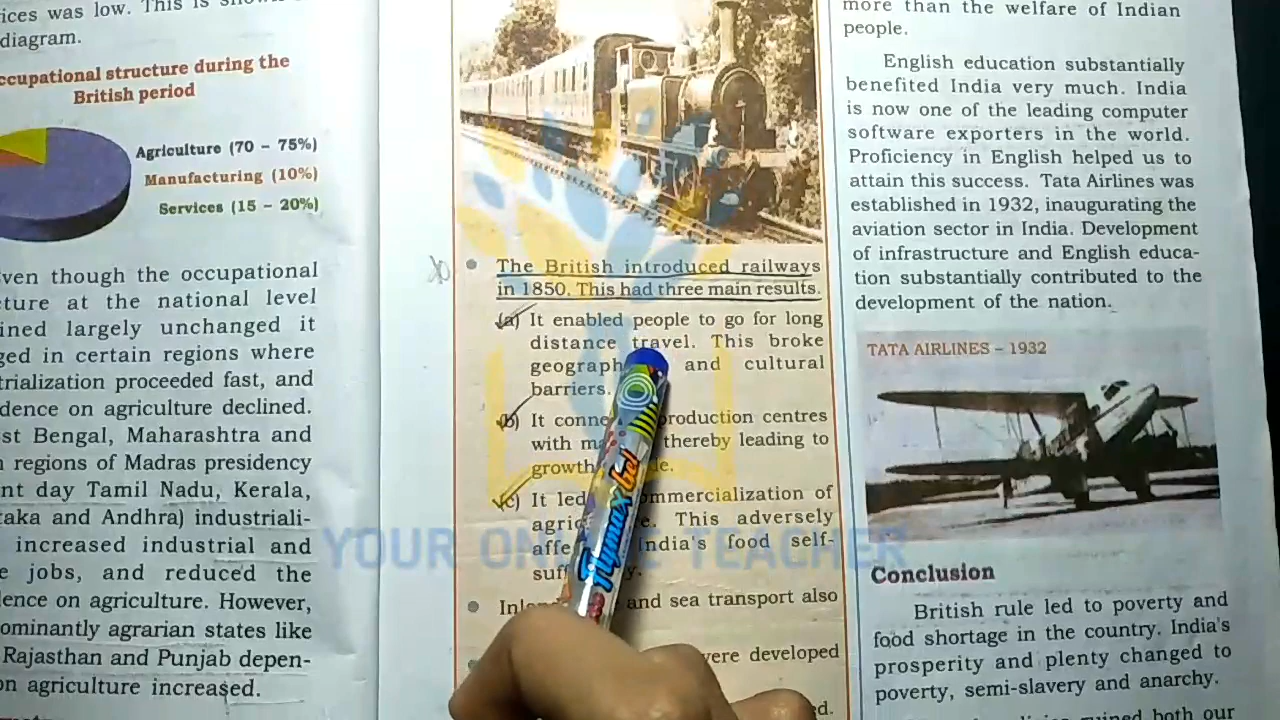 ices was low. This is
diagram.
ccupational structure during the
British period
Agriculture (70 – 75%)
Manufacturing (10%)
Services (15 – 20%)
ven though the occupational
cture at the national level
ined largely unchanged it
ged in certain regions where
trialization proceeded fast, and
dence on agriculture declined.
st Bengal, Maharashtra and
regions of Madras presidency
nt day Tamil Nadu, Kerala,
taka and Andhra) industriali-
increased industrial and
e jobs, and reduced the
dence on agriculture. However,
ominantly agrarian states like
Rajasthan and Punjab depen-
on agriculture increased.
• The British introduced railways
in 1850. This had three main results.
(a) It enabled people to go for long
distance travel. This broke
geograph and cultural
barriers.
(b) It conne production centres
with ma thereby leading to
growth de.
(c) It led mmercialization of
agric e. This adversely
affe India's food self-
suff y.
• Inl and sea transport also
were developed
ed.
more than the welfare of Indian
people.
English education substantially
benefited India very much. India
is now one of the leading computer
software exporters in the world.
Proficiency in English helped us to
attain this success. Tata Airlines was
established in 1932, inaugurating the
aviation sector in India. Development
of infrastructure and English educa-
tion substantially contributed to the
development of the nation.
TATA AIRLINES – 1932
Conclusion
British rule led to poverty and
food shortage in the country. India's
prosperity and plenty changed to
poverty, semi-slavery and anarchy.
ruined both our
Flymax Gel
YOUR ONLINE TEACHER